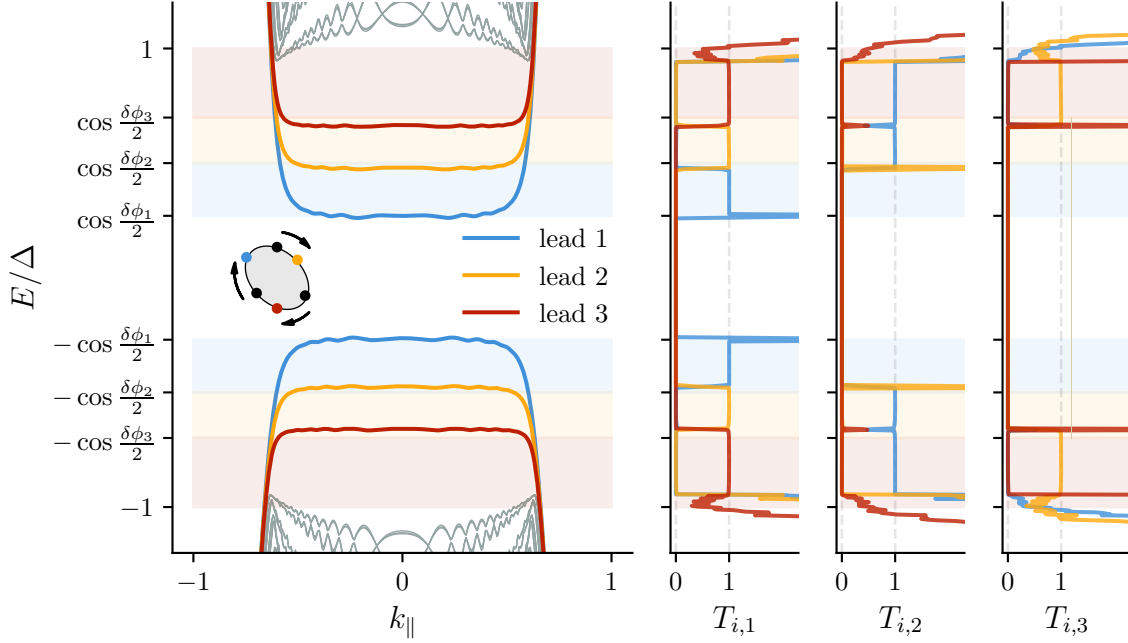 E/Δ
1
cos δϕ₃/2
cos δϕ₂/2
cos δϕ₁/2
− cos δϕ₁/2
− cos δϕ₂/2
− cos δϕ₃/2
−1
lead 1
lead 2
lead 3
−1 0 1
k∥
0 1
T_{i,1}
0 1
T_{i,2}
0 1
T_{i,3}